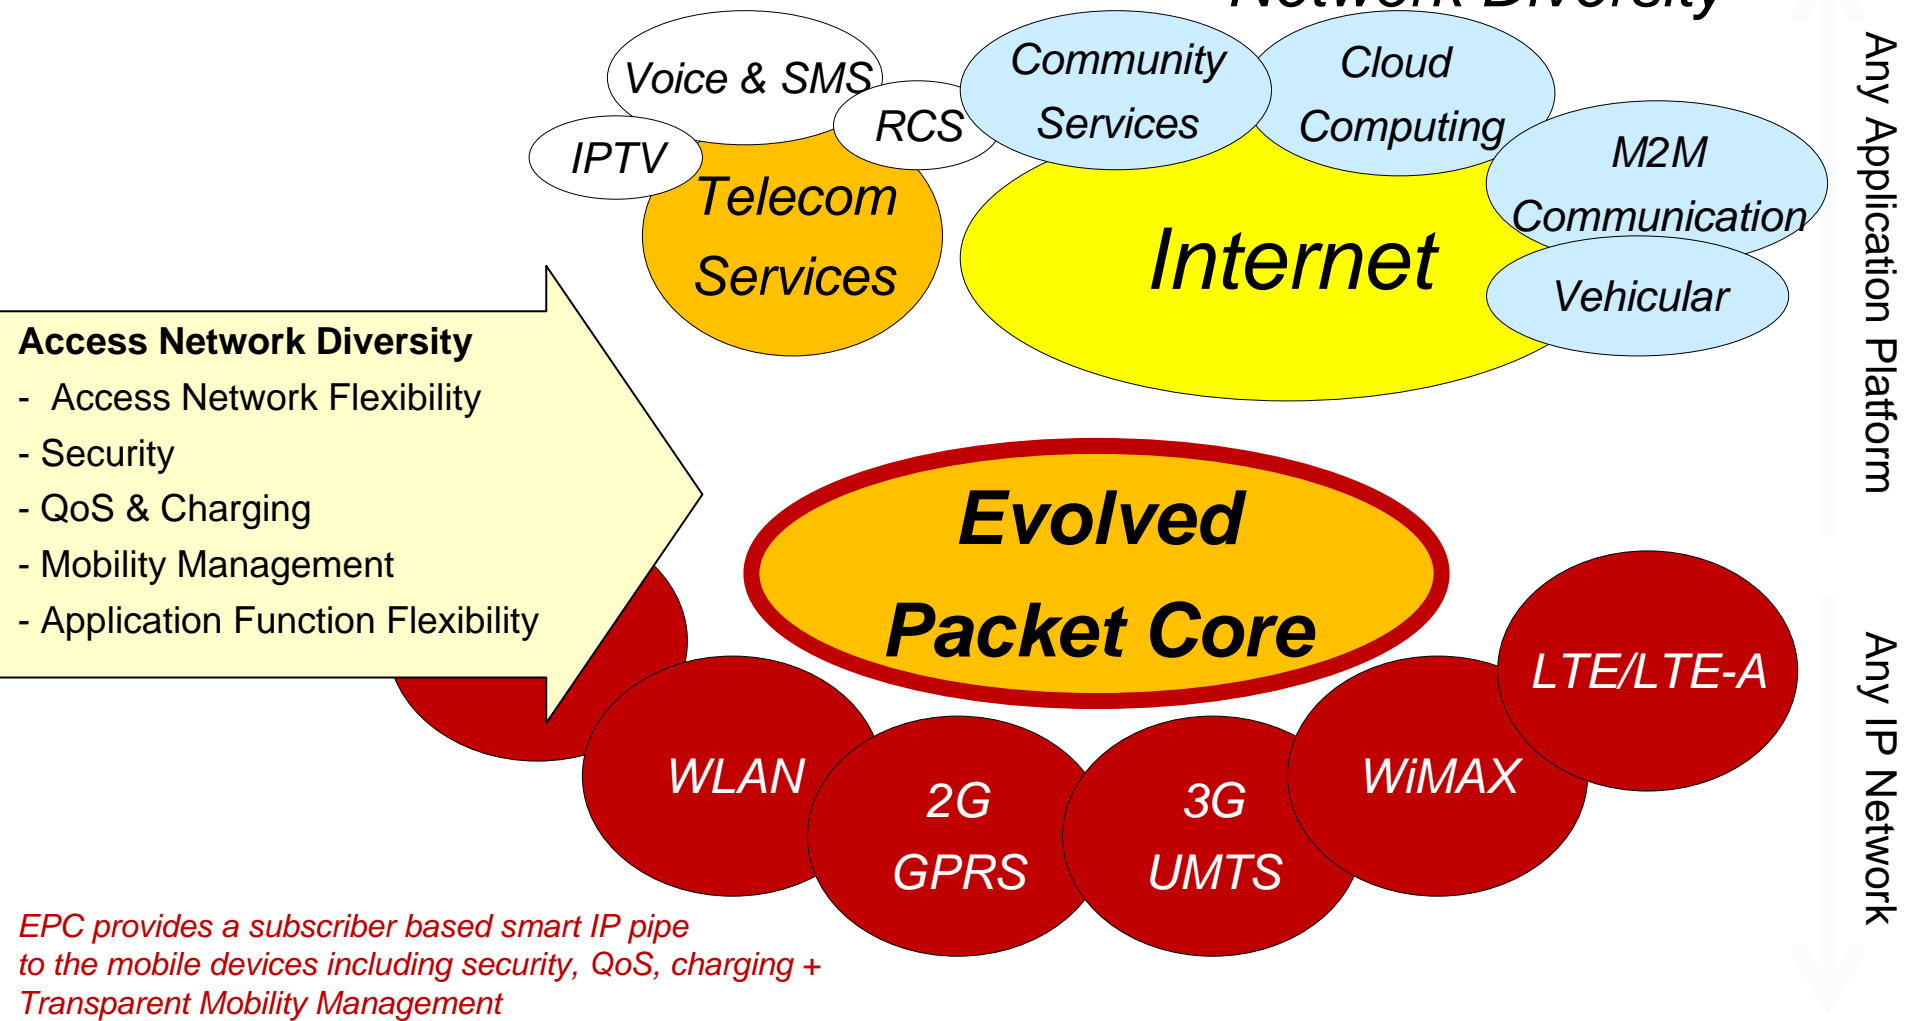 Network Diversity
Voice & SMS
RCS
IPTV
Telecom
Services
Community
Services
Cloud
Computing
M2M
Communication
Vehicular
Internet
Any Application Platform
Access Network Diversity
- Access Network Flexibility
- Security
- QoS & Charging
- Mobility Management
- Application Function Flexibility
Evolved
Packet Core
WLAN
2G
GPRS
3G
UMTS
WiMAX
LTE/LTE-A
Any IP Network
EPC provides a subscriber based smart IP pipe
to the mobile devices including security, QoS, charging +
Transparent Mobility Management